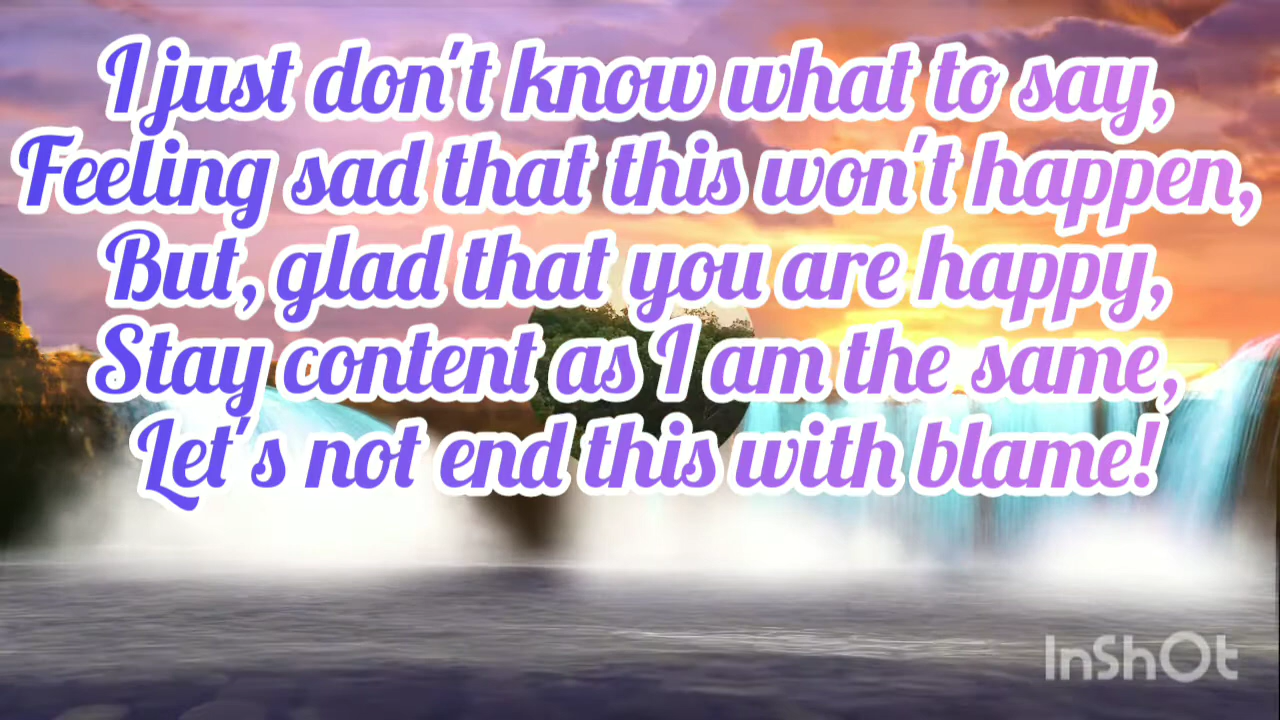 I just don't know what to say,
Feeling sad that this won't happen,
But, glad that you are happy,
Stay content as I am the same,
Let's not end this with blame!
InShOt